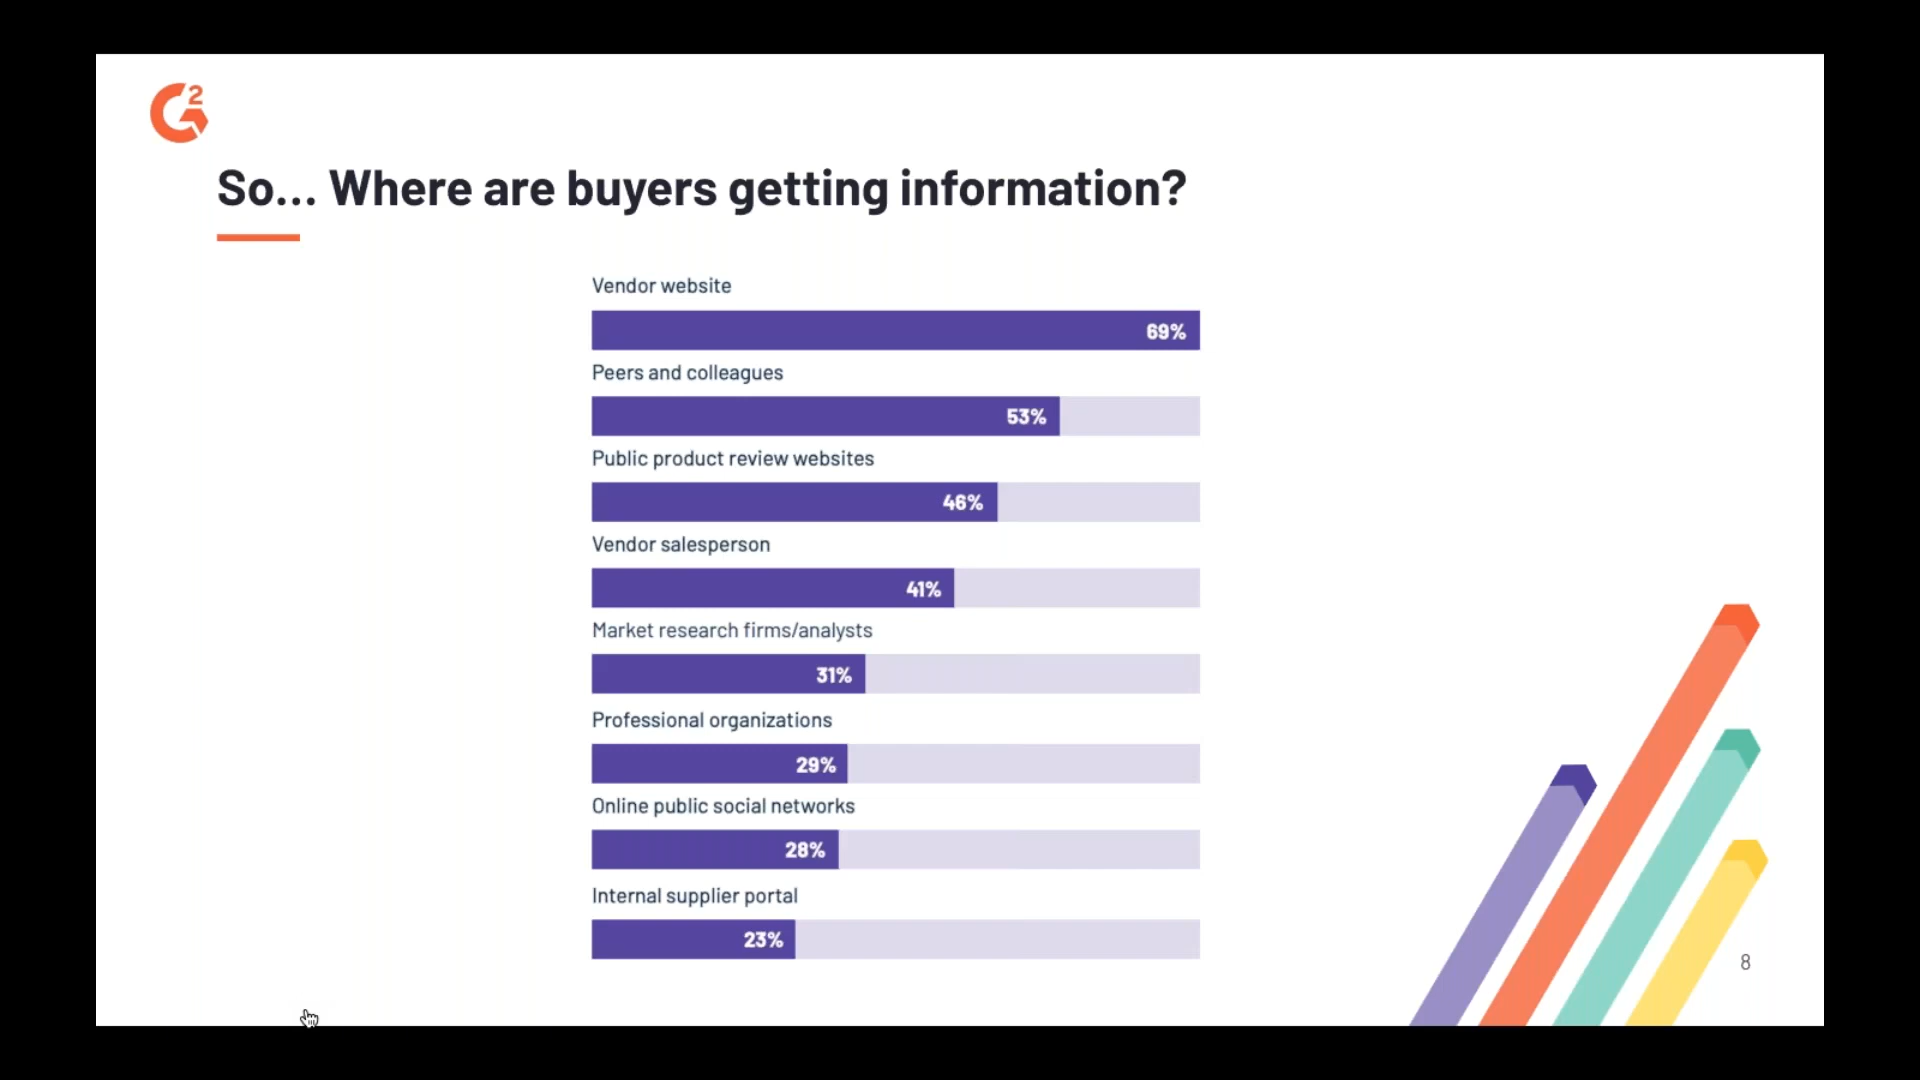 G2
So... Where are buyers getting information?
Vendor website
69%
Peers and colleagues
53%
Public product review websites
46%
Vendor salesperson
41%
Market research firms/analysts
31%
Professional organizations
29%
Online public social networks
28%
Internal supplier portal
23%
8